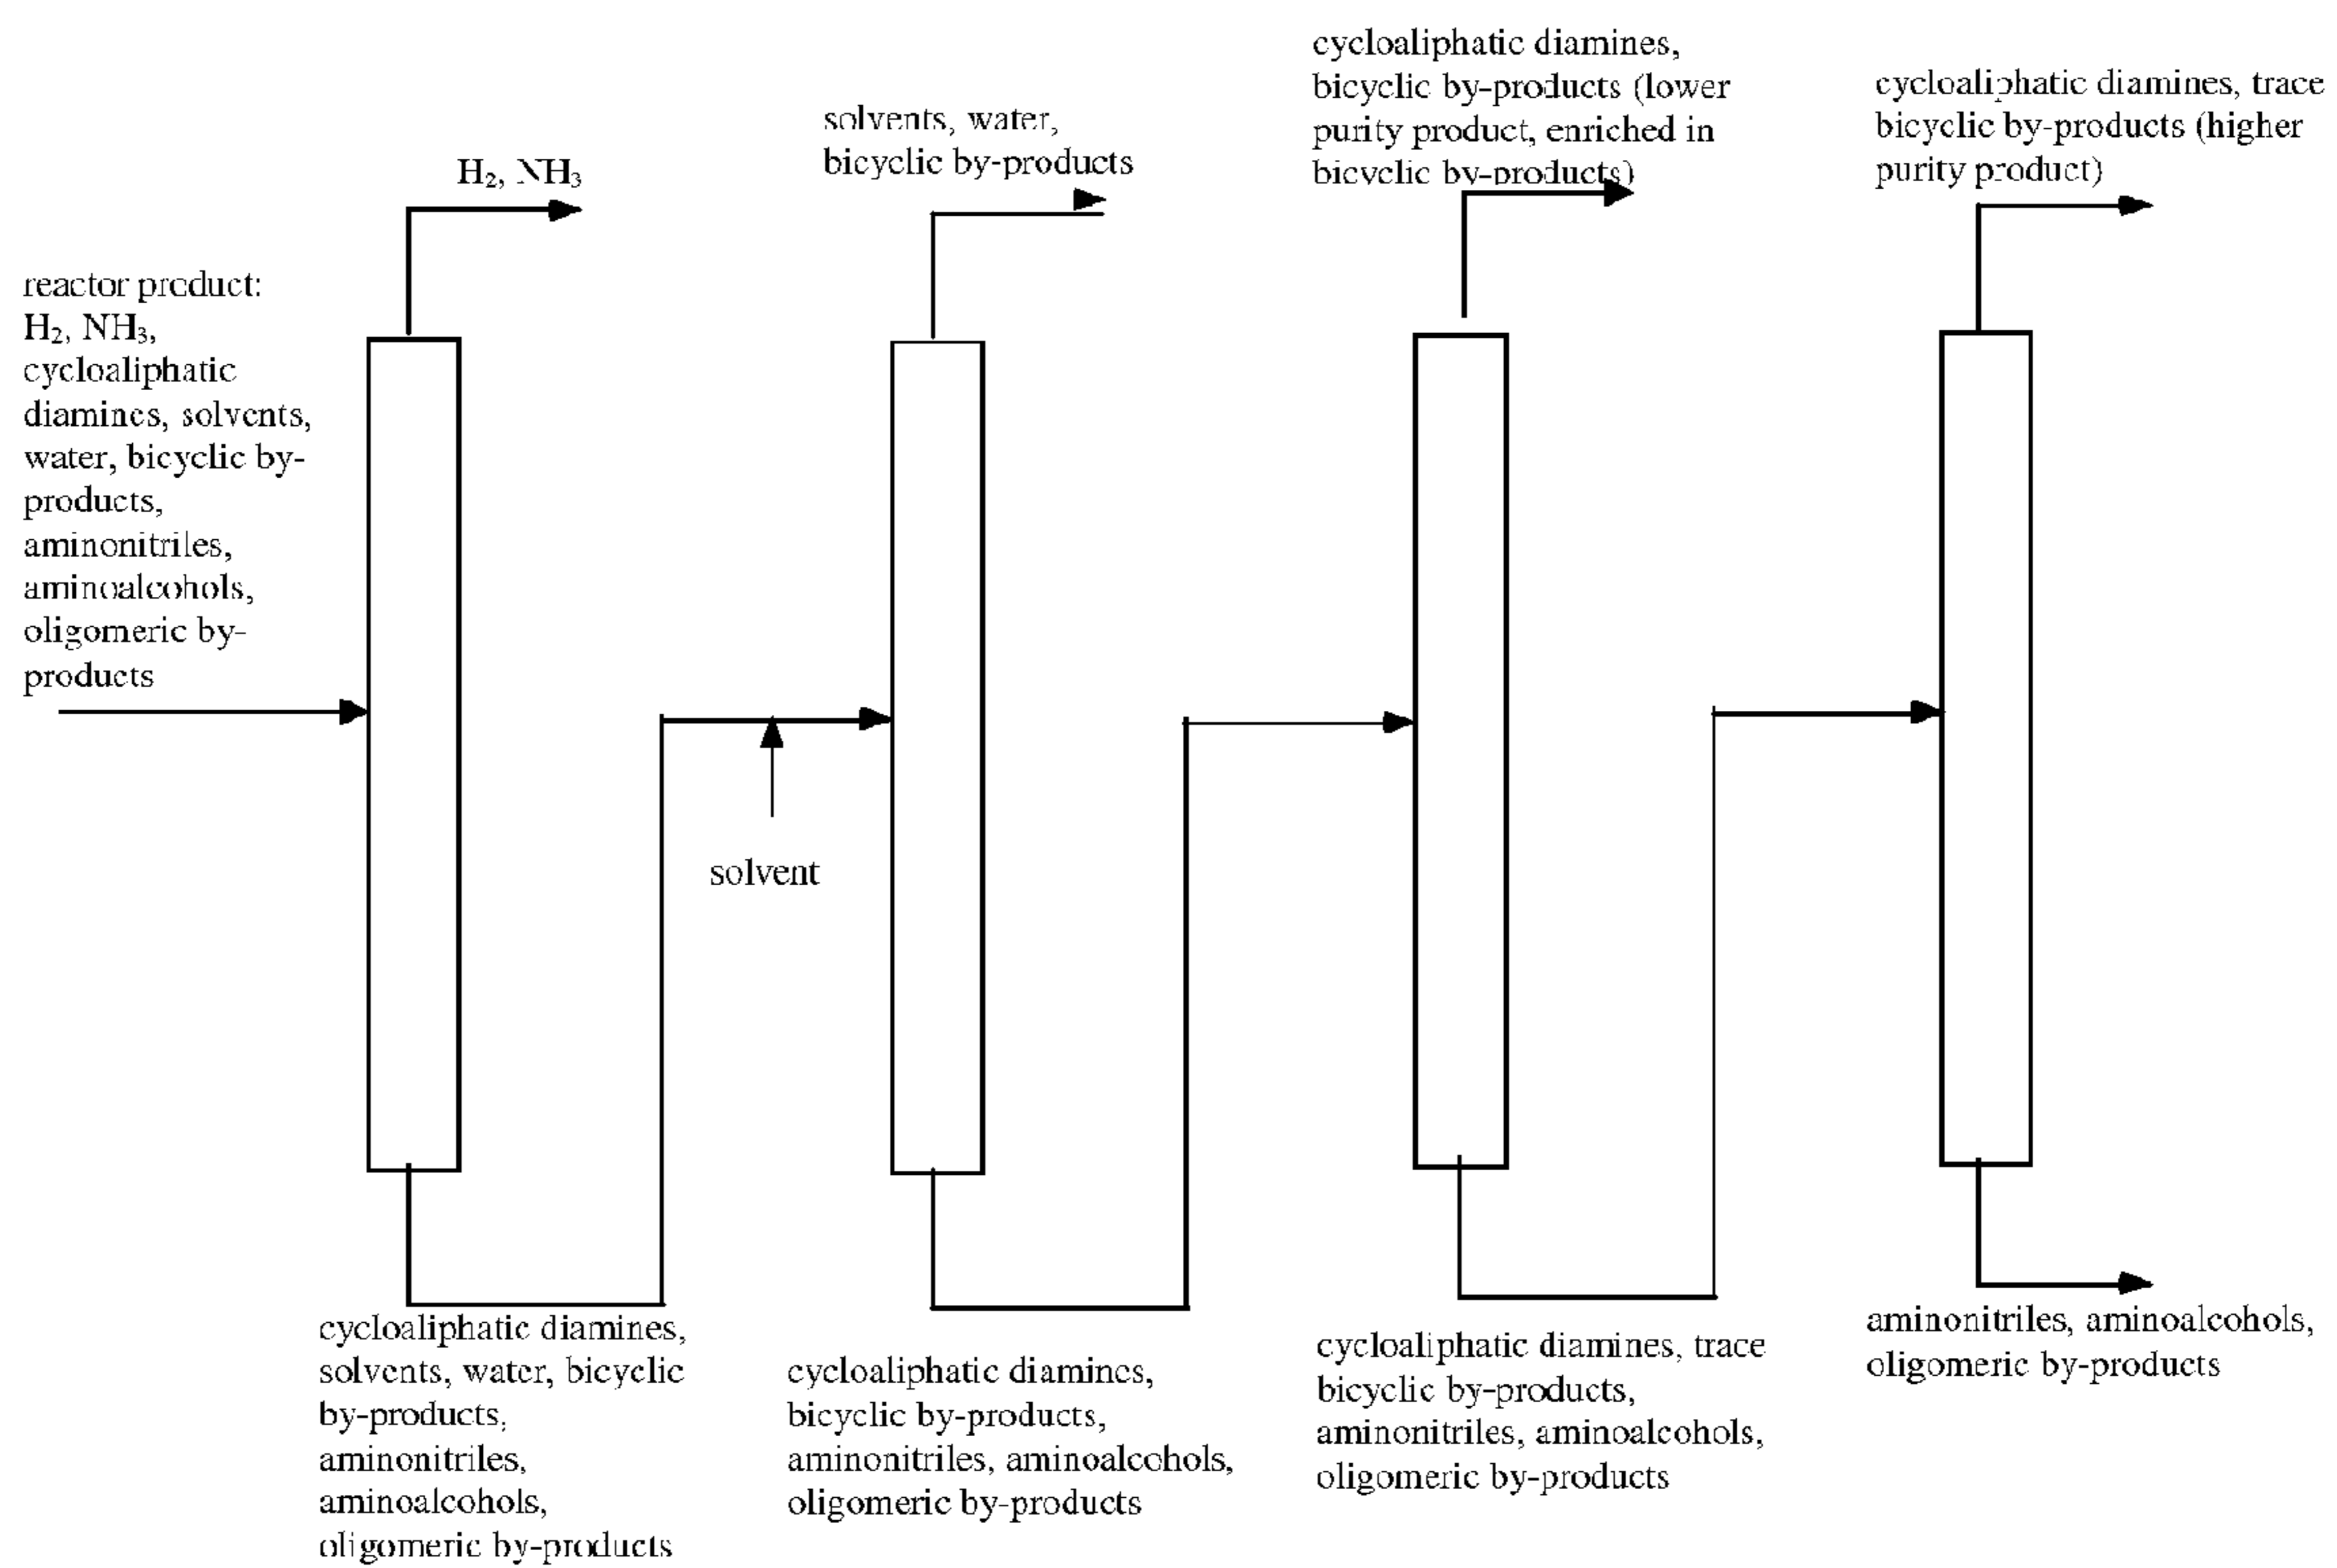 H₂, NH₃
solvents, water,
bicyclic by-products
cycloaliphatic diamines,
bicyclic by-products (lower
purity product, enriched in
bicyclic by-products)
cycloaliphatic diamines, trace
bicyclic by-products (higher
purity product)
reactor product:
H₂, NH₃,
cycloaliphatic
diamines, solvents,
water, bicyclic by-
products,
aminonitriles,
aminoalcohols,
oligomeric by-
products
solvent
cycloaliphatic diamines,
solvents, water, bicyclic
by-products,
aminonitriles,
aminoalcohols,
oligomeric by-products
cycloaliphatic diamines,
bicyclic by-products,
aminonitriles, aminoalcohols,
oligomeric by-products
cycloaliphatic diamines, trace
bicyclic by-products,
aminonitriles, aminoalcohols,
oligomeric by-products
aminonitriles, aminoalcohols,
oligomeric by-products